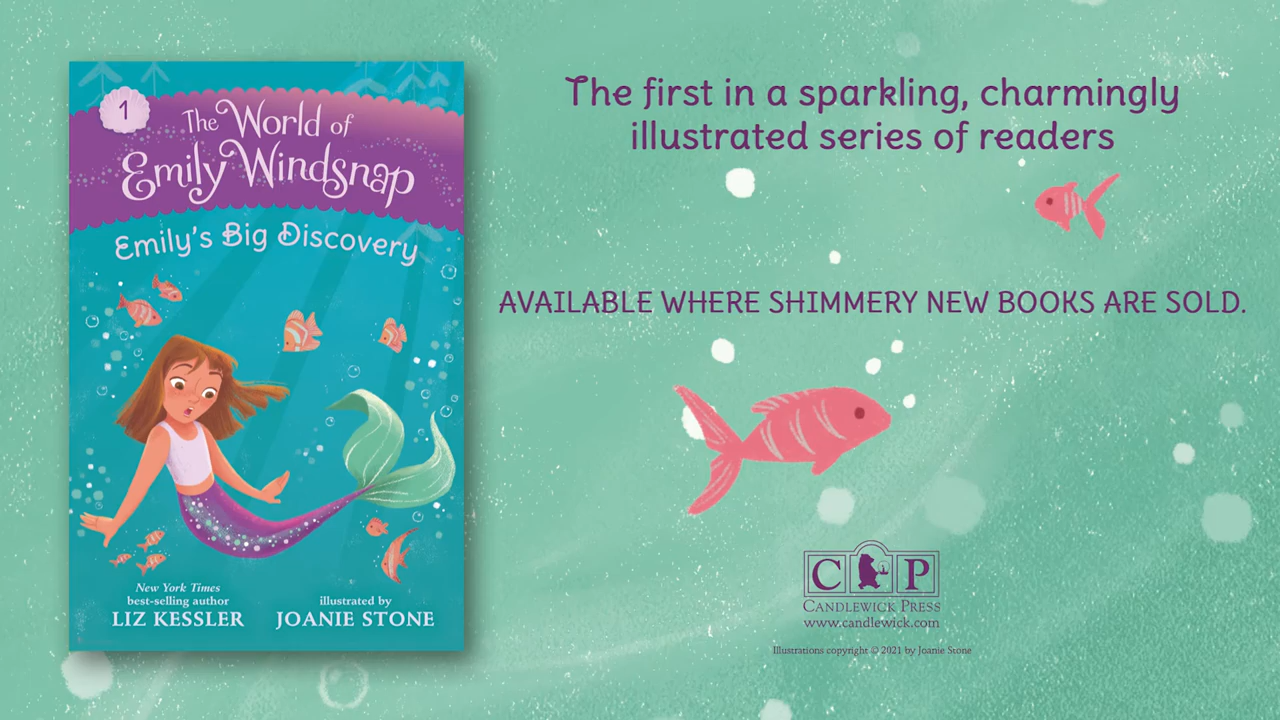 1
The World of
Emily Windsnap
Emily's Big Discovery
New York Times
best-selling author
LIZ KESSLER
illustrated by
JOANIE STONE
The first in a sparkling, charmingly
illustrated series of readers
AVAILABLE WHERE SHIMMERY NEW BOOKS ARE SOLD.
C P
CANDLEWICK PRESS
www.candlewick.com
Illustrations copyright © 2021 by Joanie Stone